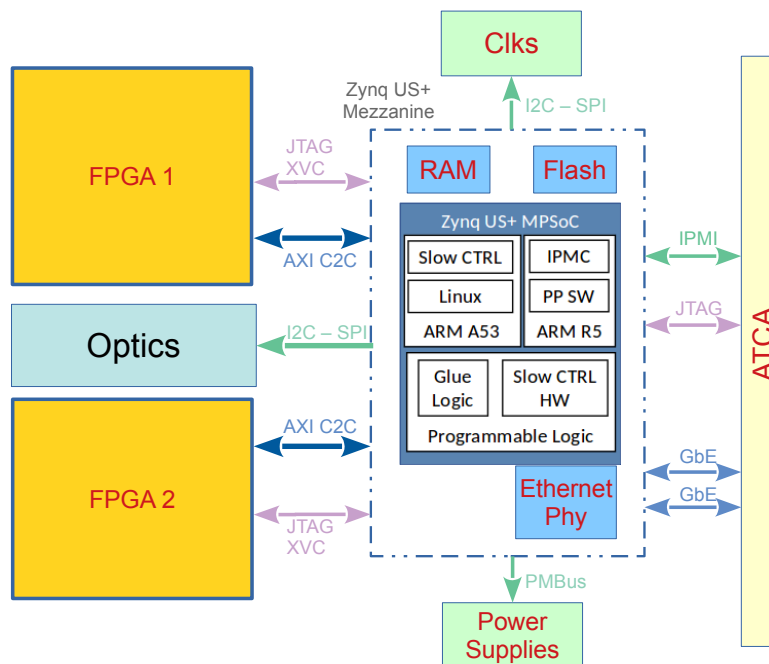 Clks
Zynq US+
Mezzanine
I2C – SPI
FPGA 1
JTAG
XVC
AXI C2C
RAM
Flash
Zynq US+ MPSoC
Slow CTRL
Linux
ARM A53
IPMC
PP SW
ARM R5
Glue
Logic
Slow CTRL
HW
Programmable Logic
Ethernet
Phy
IPMI
JTAG
ATCA
GbE
GbE
Optics
I2C – SPI
FPGA 2
AXI C2C
JTAG
XVC
PMBus
Power
Supplies